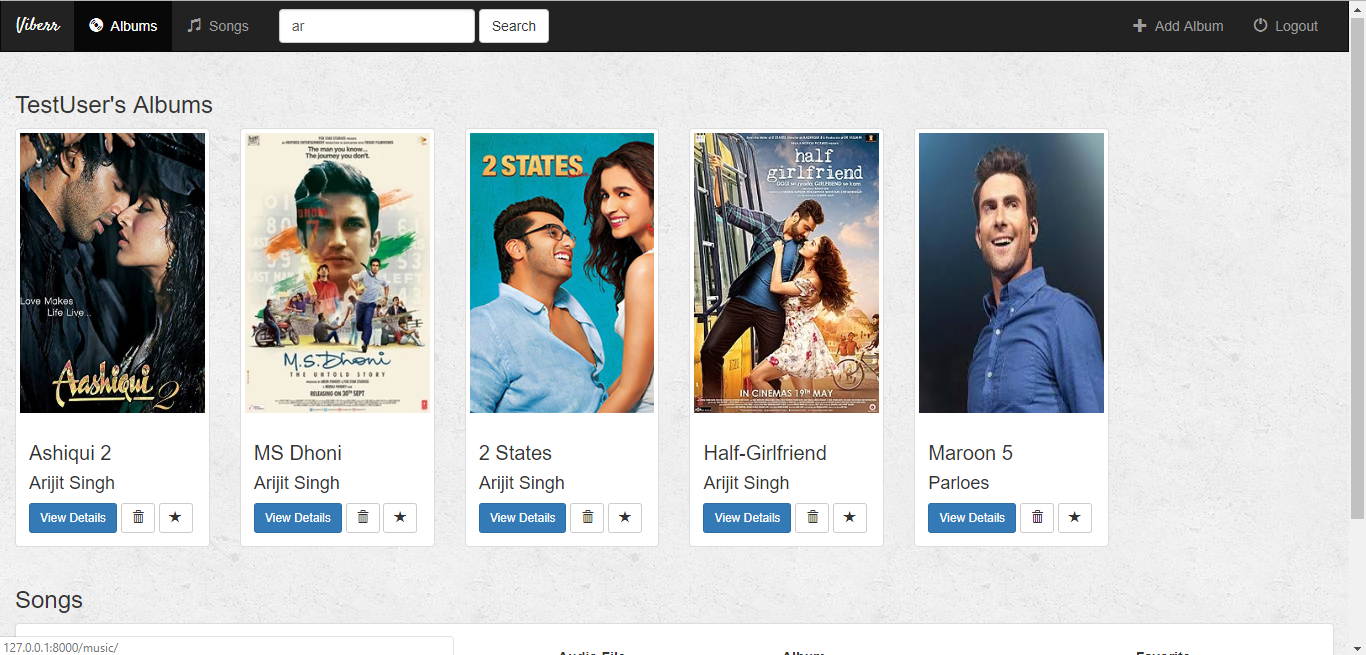 Viberr Albums Songs ar Search Add Album Logout
TestUser's Albums
Love Makes
Life Live...
Aashiqui 2
The man you know...
The journey you don't.
M.S.Dhoni
THE UNTOLD STORY
RELEASING ON 30TH SEPT
2 STATES
half
girlfriend
IN CINEMAS 19TH MAY
Ashiqui 2
Arijit Singh
View Details
MS Dhoni
Arijit Singh
View Details
2 States
Arijit Singh
View Details
Half-Girlfriend
Arijit Singh
View Details
Maroon 5
Parloes
View Details
Songs
Audio File Album Favorite
127.0.0.1:8000/music/